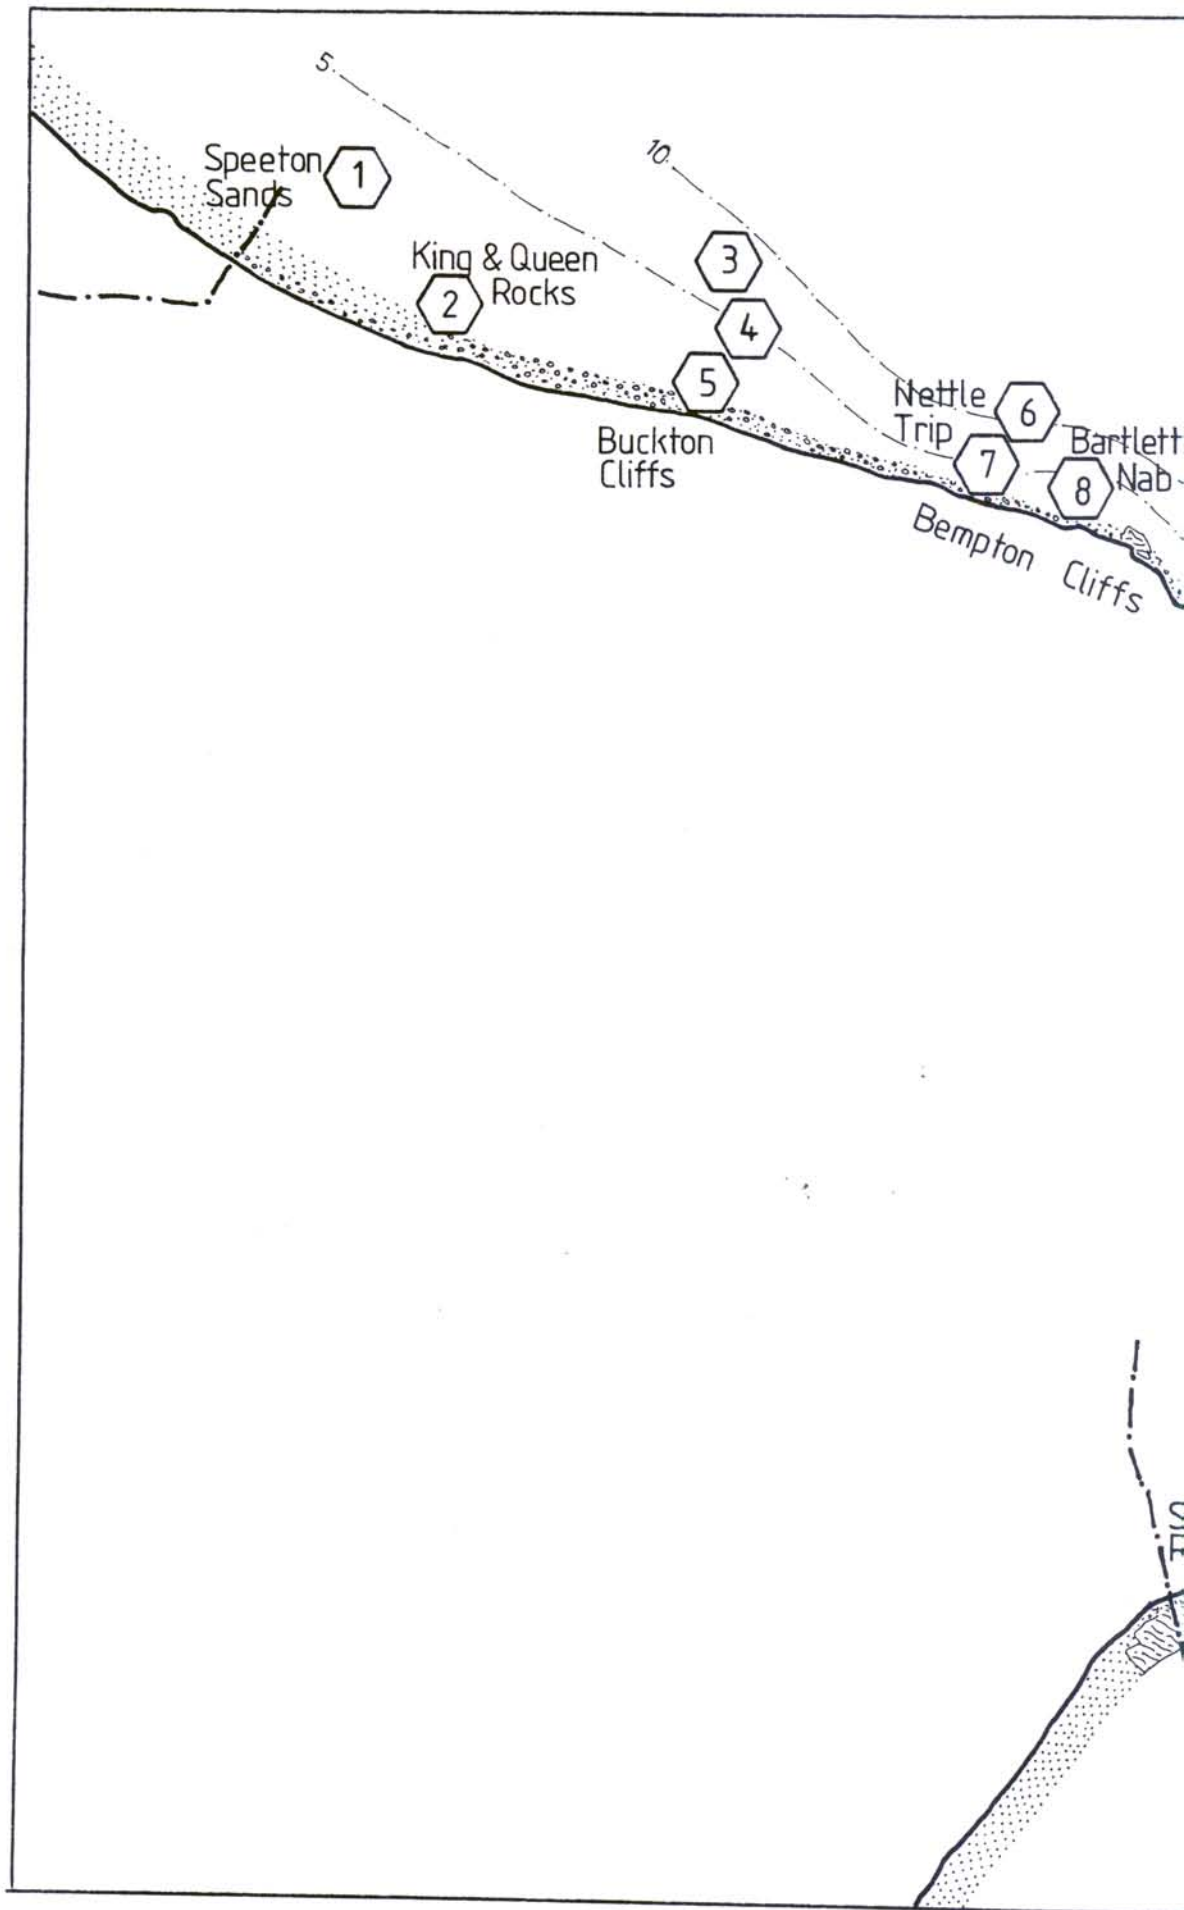 5
10
Speeton
Sands
1
King & Queen
Rocks
2
3
4
5
Buckton
Cliffs
Nettle
Trip
6
7
Bartlett
Nab
8
Bempton Cliffs